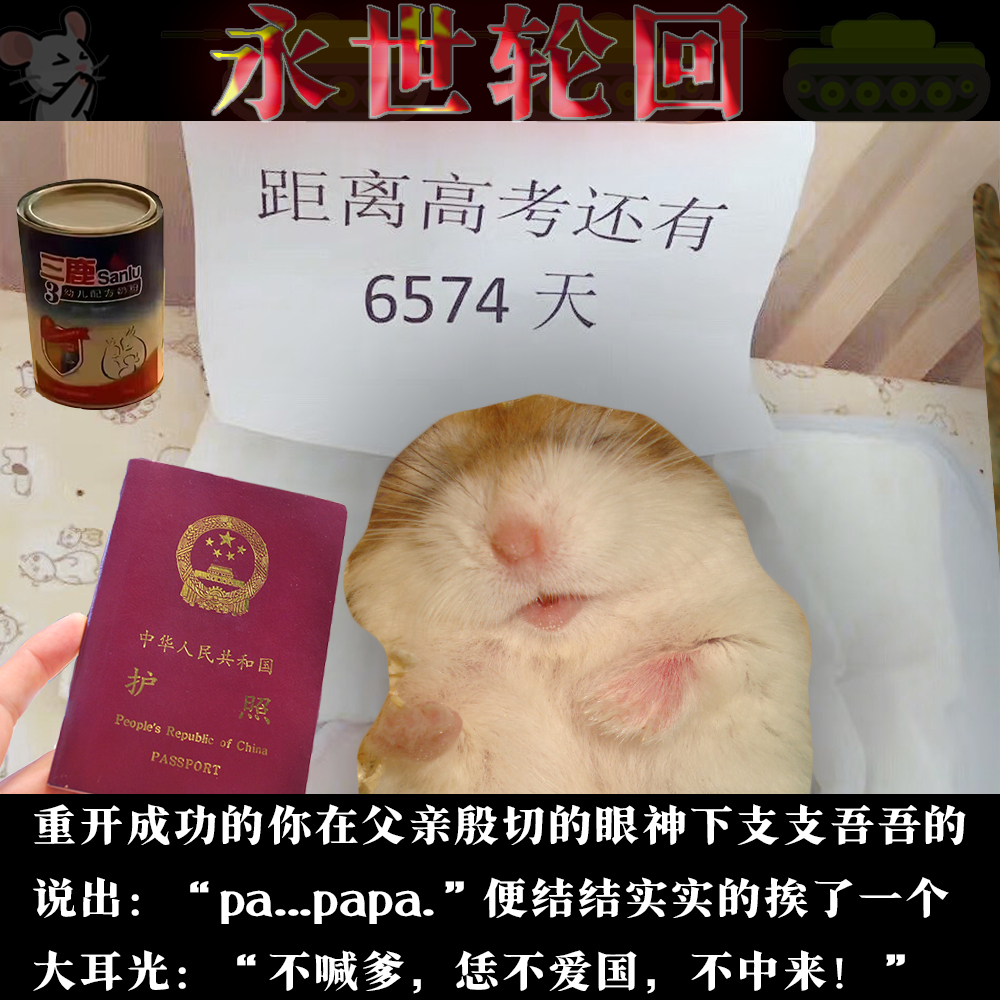 永世轮回
距离高考还有
6574天
三鹿 Sanlu
3 幼儿配方奶粉
中华人民共和国
护照
People's Republic of China
PASSPORT
重开成功的你在父亲殷切的眼神下支支吾吾的
说出：“pa...papa.”便结结实实的挨了一个
大耳光：“不喊爹，恁不爱国，不中来！”